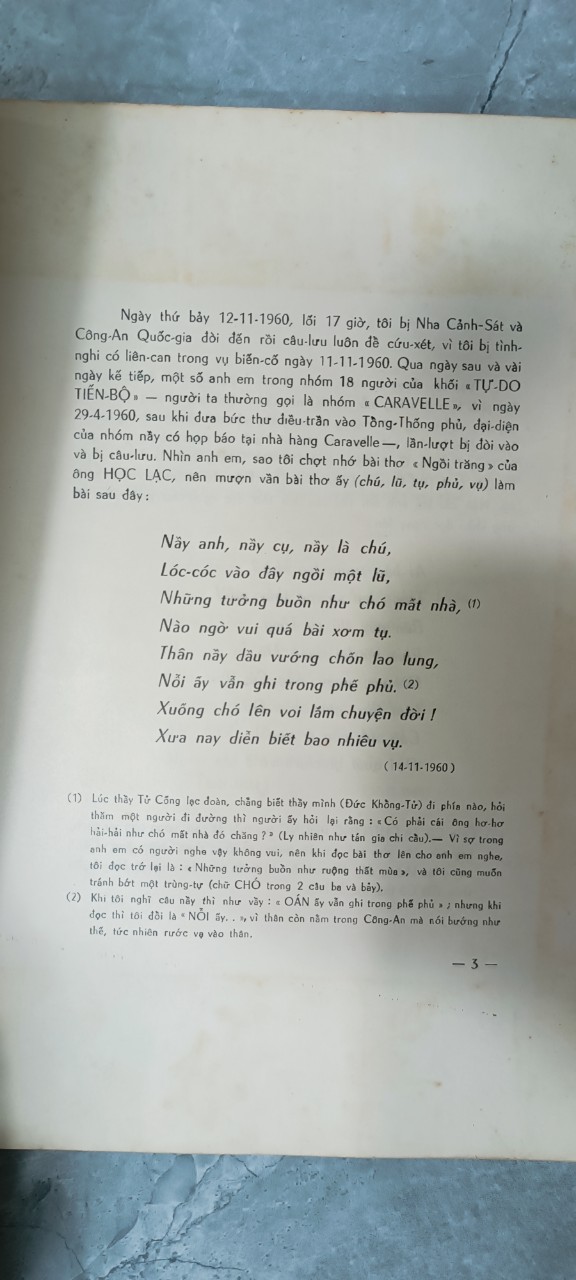 Ngày thứ bảy 12-11-1960, lối 17 giờ, tôi bị Nha Cảnh-Sát và
Công-An Quốc-gia đòi đến rồi câu-lưu luôn để cứu-xét, vì tôi bị tình-
nghi có liên-can trong vụ biến-cố ngày 11-11-1960. Qua ngày sau và vài
ngày kế tiếp, một số anh em trong nhóm 18 người của khối « TỰ-DO
TIẾN-BỘ » — người ta thường gọi là nhóm « CARAVELLE », vì ngày
29-4-1960, sau khi đưa bức thư điều-trần vào Tổng-Thống phủ, đại-diện
của nhóm nầy có họp báo tại nhà hàng Caravelle —, lần-lượt bị đòi vào
và bị câu-lưu. Nhìn anh em, sao tôi chợt nhớ bài thơ « Ngồi trăng » của
ông HỌC LẠC, nên mượn vần bài thơ ấy (chú, lũ, tụ, phủ, vụ) làm
bài sau đây :
Nầy anh, nầy cụ, nầy là chú,
Lóc-cóc vào đây ngồi một lũ,
Những tưởng buồn như chó mất nhà, (1)
Nào ngờ vui quá bài xơm tụ.
Thân nầy dầu vướng chốn lao lung,
Nỗi ấy vẫn ghi trong phế phủ. (2)
Xuống chó lên voi lắm chuyện đời !
Xưa nay diễn biết bao nhiêu vụ.
( 14-11-1960 )
(1) Lúc thầy Tử Cống lạc đoàn, chẳng biết thầy mình (Đức Khổng-Tử) đi phía nào, hỏi
thăm một người đi đường thì người ấy hỏi lại rằng : « Có phải cái ông hơ-hơ
hải-hải như chó mất nhà đó chăng ? » (Ly nhiên như tán gia chi cẩu).— Vì sợ trong
anh em có người nghe vậy không vui, nên khi đọc bài thơ lên cho anh em nghe,
tôi đọc trở lại là : « Những tưởng buồn như ruộng thất mùa », và tôi cũng muốn
tránh bớt một trùng-tự (chữ CHÓ trong 2 câu ba và bảy).
(2) Khi tôi nghĩ câu nầy thì như vầy : « OÁN ấy vẫn ghi trong phế phủ » ; nhưng khi
đọc thì tôi đổi là « NỖI ấy. . », vì thân còn nằm trong Công-An mà nói bướng như
thế, tức nhiên rước vạ vào thân.
— 3 —